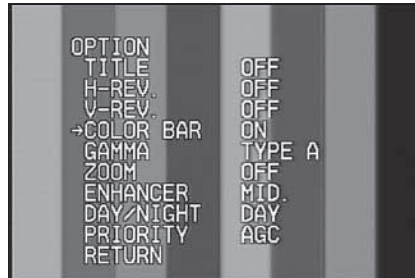 OPTION
TITLE OFF
H-REV. OFF
V-REV. OFF
→COLOR BAR ON
GAMMA TYPE A
ZOOM OFF
ENHANCER MID.
DAY/NIGHT DAY
PRIORITY AGC
RETURN